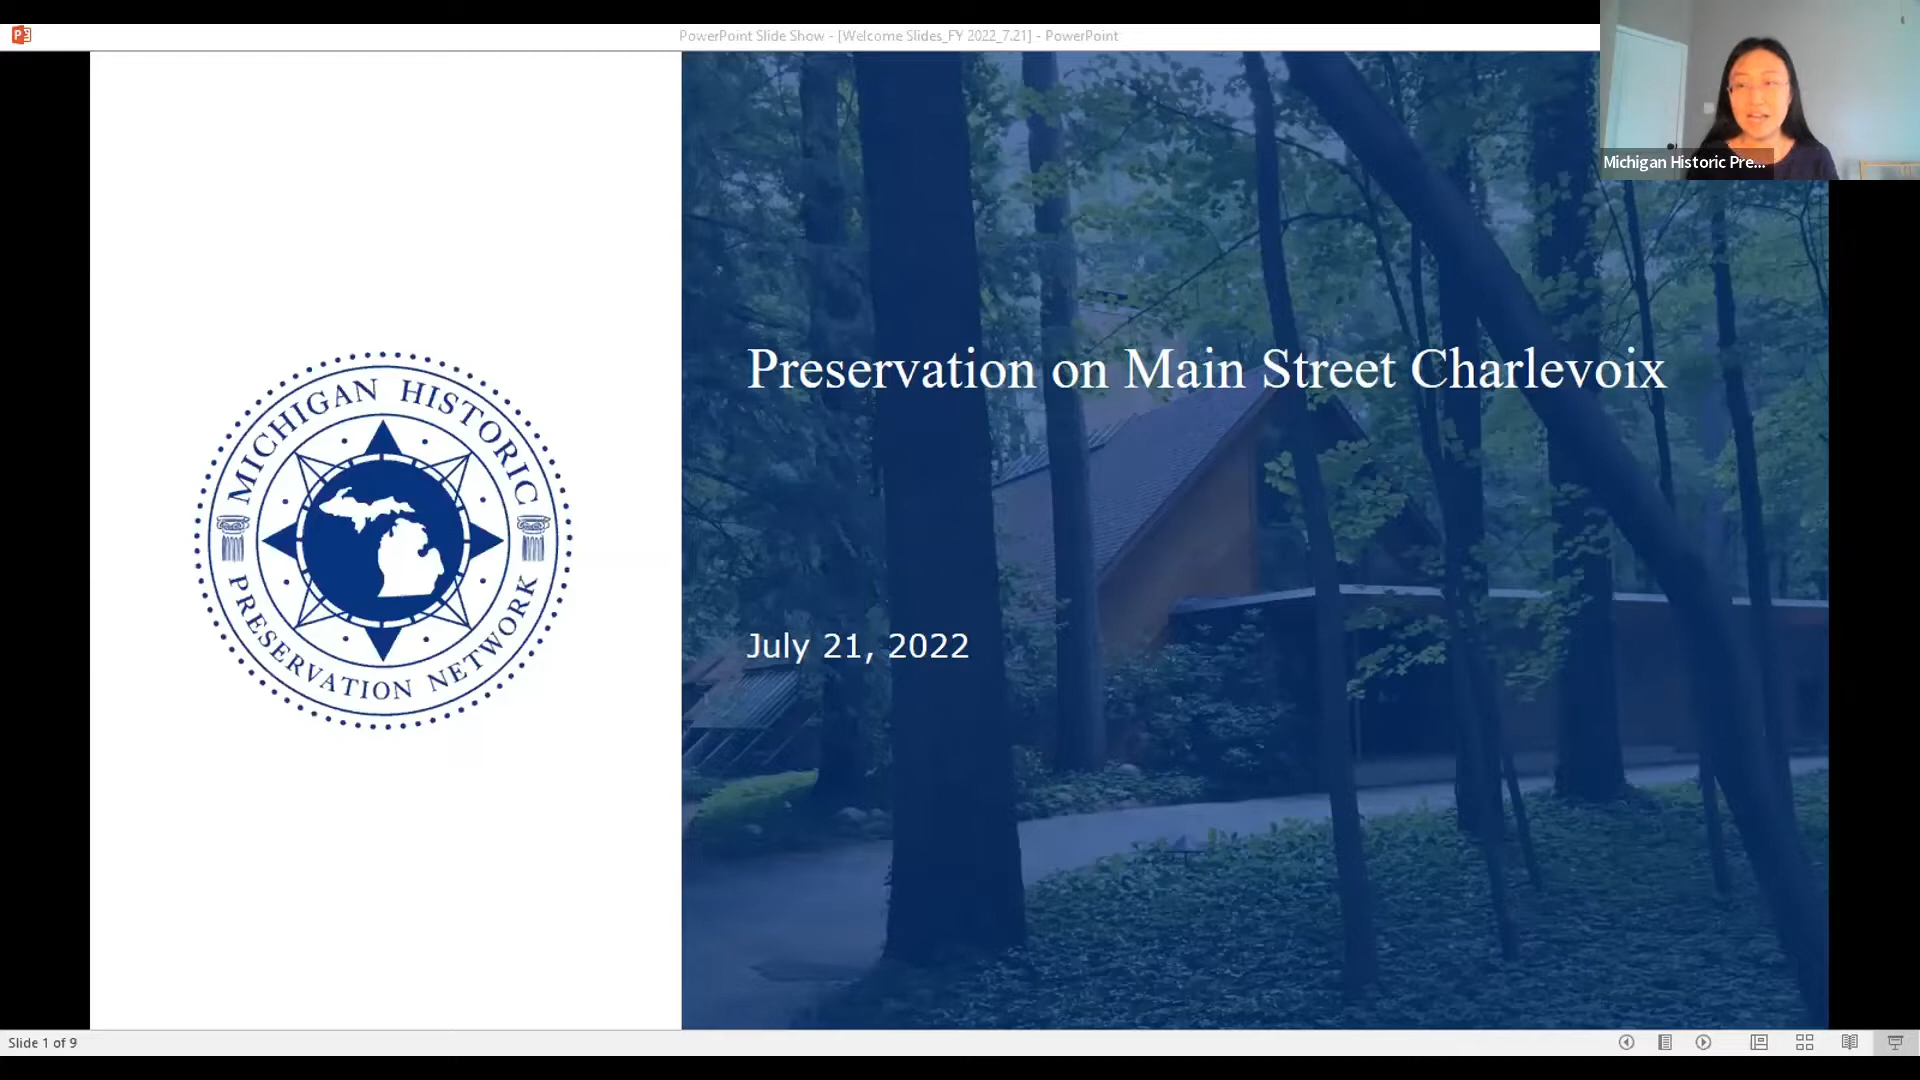 PowerPoint Slide Show - [Welcome Slides_FY 2022_7.21] - PowerPoint
Michigan Historic Pre...
MICHIGAN HISTORIC
PRESERVATION NETWORK
Preservation on Main Street Charlevoix
July 21, 2022
Slide 1 of 9